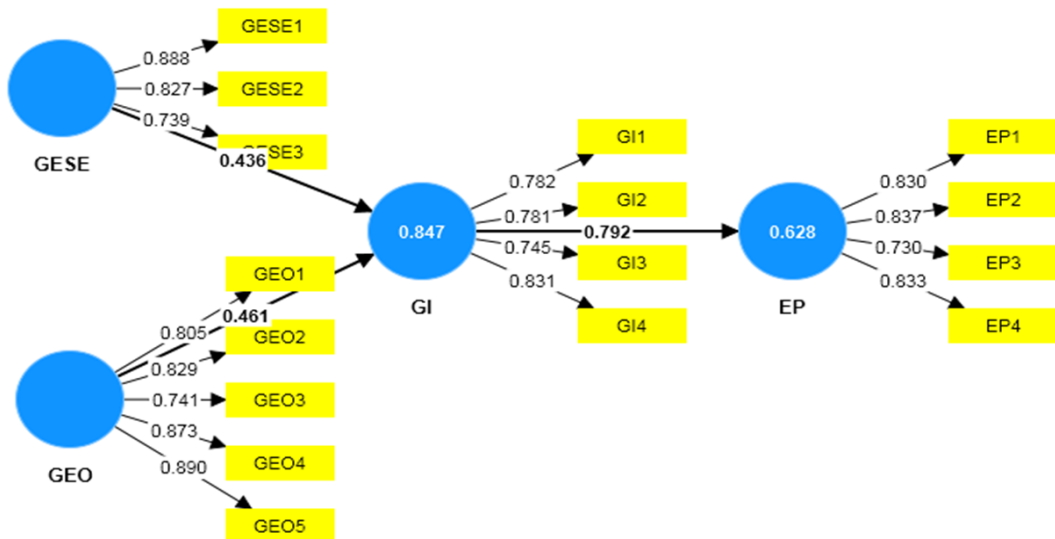 GESE1
0.888
GESE2
0.827
0.739
GESE3
0.436
GESE
GI1
0.782
GI2
0.781
0.847
0.792
0.745
GI3
0.831
GI4
GI
EP1
0.830
EP2
0.837
0.628
0.730
EP3
0.833
EP4
EP
GEO1
0.461
0.805
GEO2
0.829
GEO3
0.741
0.873
GEO4
0.890
GEO5
GEO